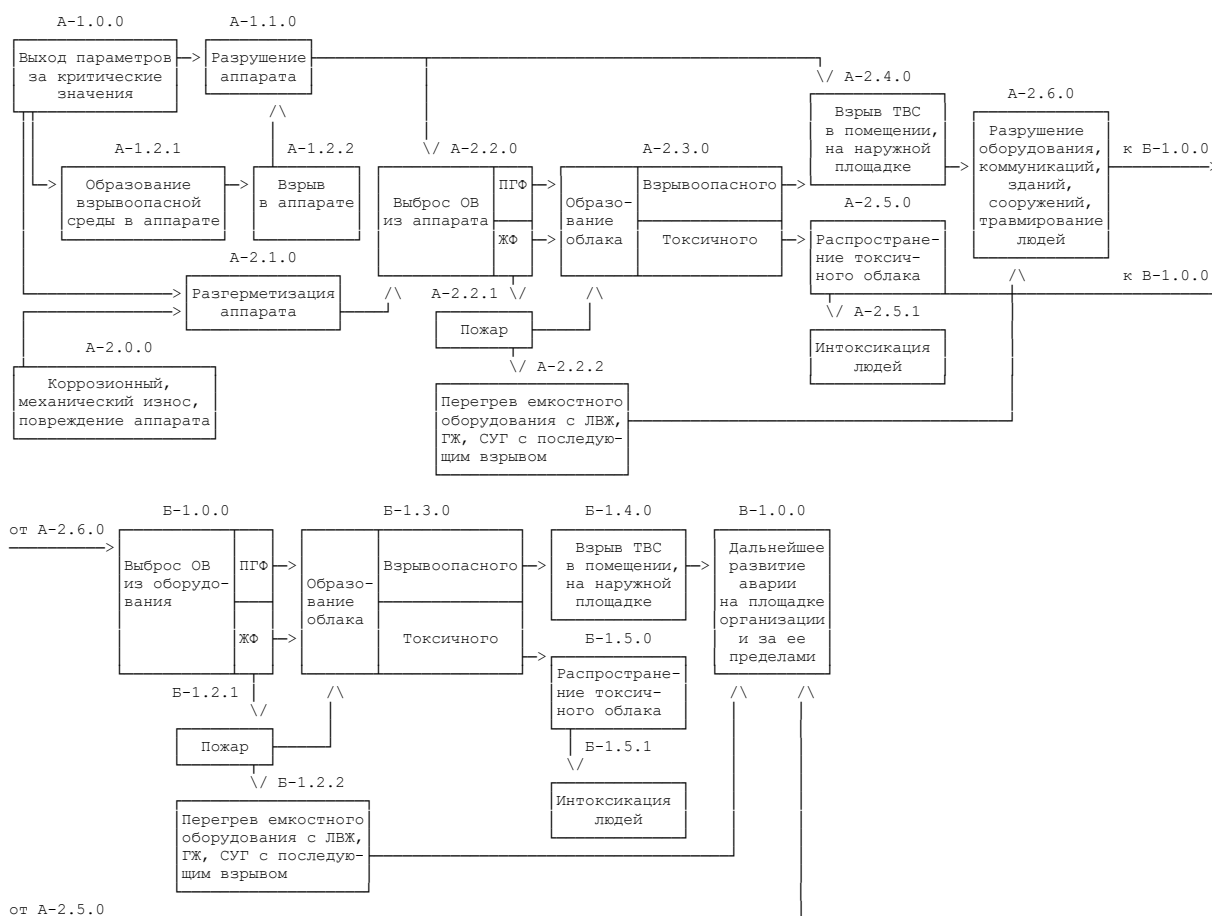 А-1.0.0
А-1.1.0
Выход параметров
за критические
значения
Разрушение
аппарата
А-2.4.0
Взрыв ТВС
в помещении,
на наружной
площадке
А-2.6.0
Разрушение
оборудования,
коммуникаций,
зданий,
сооружений,
травмирование
людей
к Б-1.0.0
А-1.2.1
Образование
взрывоопасной
среды в аппарате
А-1.2.2
Взрыв
в аппарате
А-2.2.0
Выброс ОВ
из аппарата
ПГФ
ЖФ
А-2.3.0
Образо-
вание
облака
Взрывоопасного
Токсичного
А-2.5.0
Распростране-
ние токсич-
ного облака
к В-1.0.0
А-2.1.0
Разгерметизация
аппарата
А-2.2.1
Пожар
А-2.5.1
Интоксикация
людей
А-2.0.0
Коррозионный,
механический износ,
повреждение аппарата
А-2.2.2
Перегрев емкостного
оборудования с ЛВЖ,
ГЖ, СУГ с последую-
щим взрывом
от А-2.6.0
Б-1.0.0
Выброс ОВ
из оборудо-
вания
ПГФ
ЖФ
Б-1.3.0
Образо-
вание
облака
Взрывоопасного
Токсичного
Б-1.4.0
Взрыв ТВС
в помещении,
на наружной
площадке
В-1.0.0
Дальнейшее
развитие
аварии
на площадке
организации
и за ее
пределами
Б-1.5.0
Распростране-
ние токсич-
ного облака
Б-1.2.1
Пожар
Б-1.5.1
Интоксикация
людей
Б-1.2.2
Перегрев емкостного
оборудования с ЛВЖ,
ГЖ, СУГ с последую-
щим взрывом
от А-2.5.0